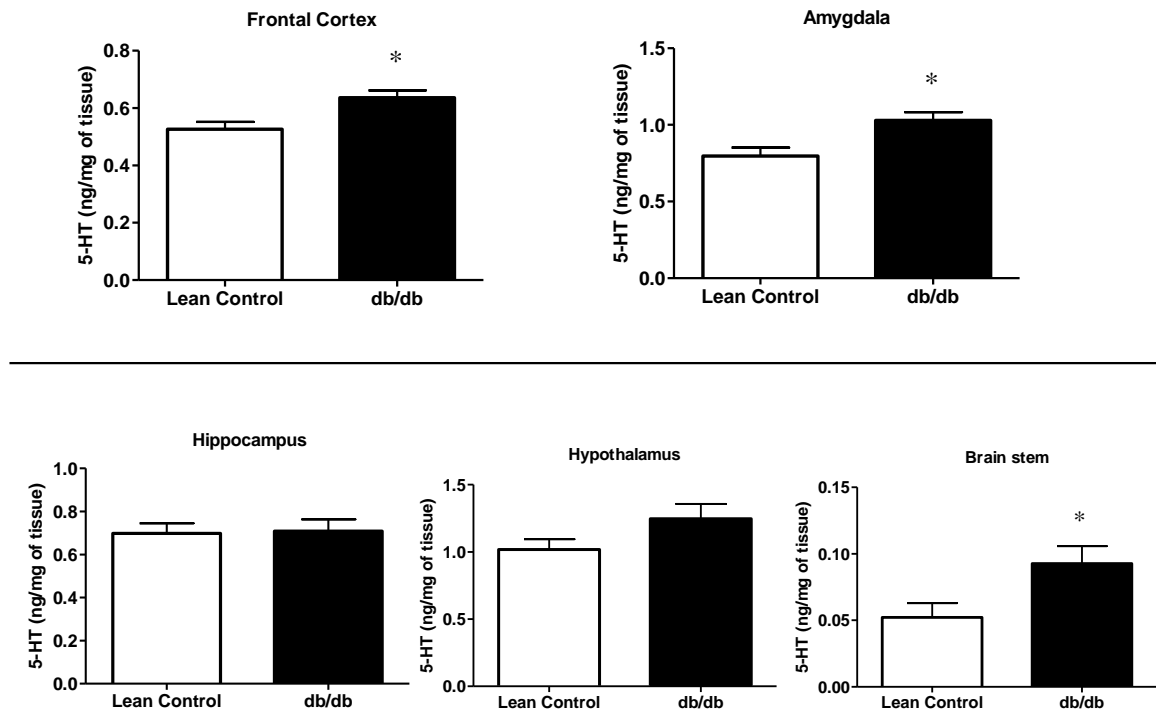 Frontal Cortex
5-HT (ng/mg of tissue)
0.8
0.6
0.4
0.2
0.0
*
Lean Control db/db
Amygdala
5-HT (ng/mg of tissue)
1.5
1.0
0.5
0.0
*
Lean Control db/db
Hippocampus
5-HT (ng/mg of tissue)
1.0
0.8
0.6
0.4
0.2
0.0
Lean Control db/db
Hypothalamus
5-HT (ng/mg of tissue)
1.5
1.0
0.5
0.0
Lean Control db/db
Brain stem
5-HT (ng/mg of tissue)
0.15
0.10
0.05
0.00
*
Lean Control db/db